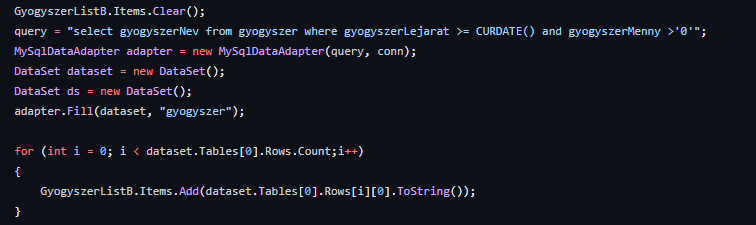 GyogyszerListB.Items.Clear();
query = "select gyogyszerNev from gyogyszer where gyogyszerLejarat >= CURDATE() and gyogyszerMenny >'0'";
MySqlDataAdapter adapter = new MySqlDataAdapter(query, conn);
DataSet dataset = new DataSet();
DataSet ds = new DataSet();
adapter.Fill(dataset, "gyogyszer");
for (int i = 0; i < dataset.Tables[0].Rows.Count;i++)
{
GyogyszerListB.Items.Add(dataset.Tables[0].Rows[i][0].ToString());
}